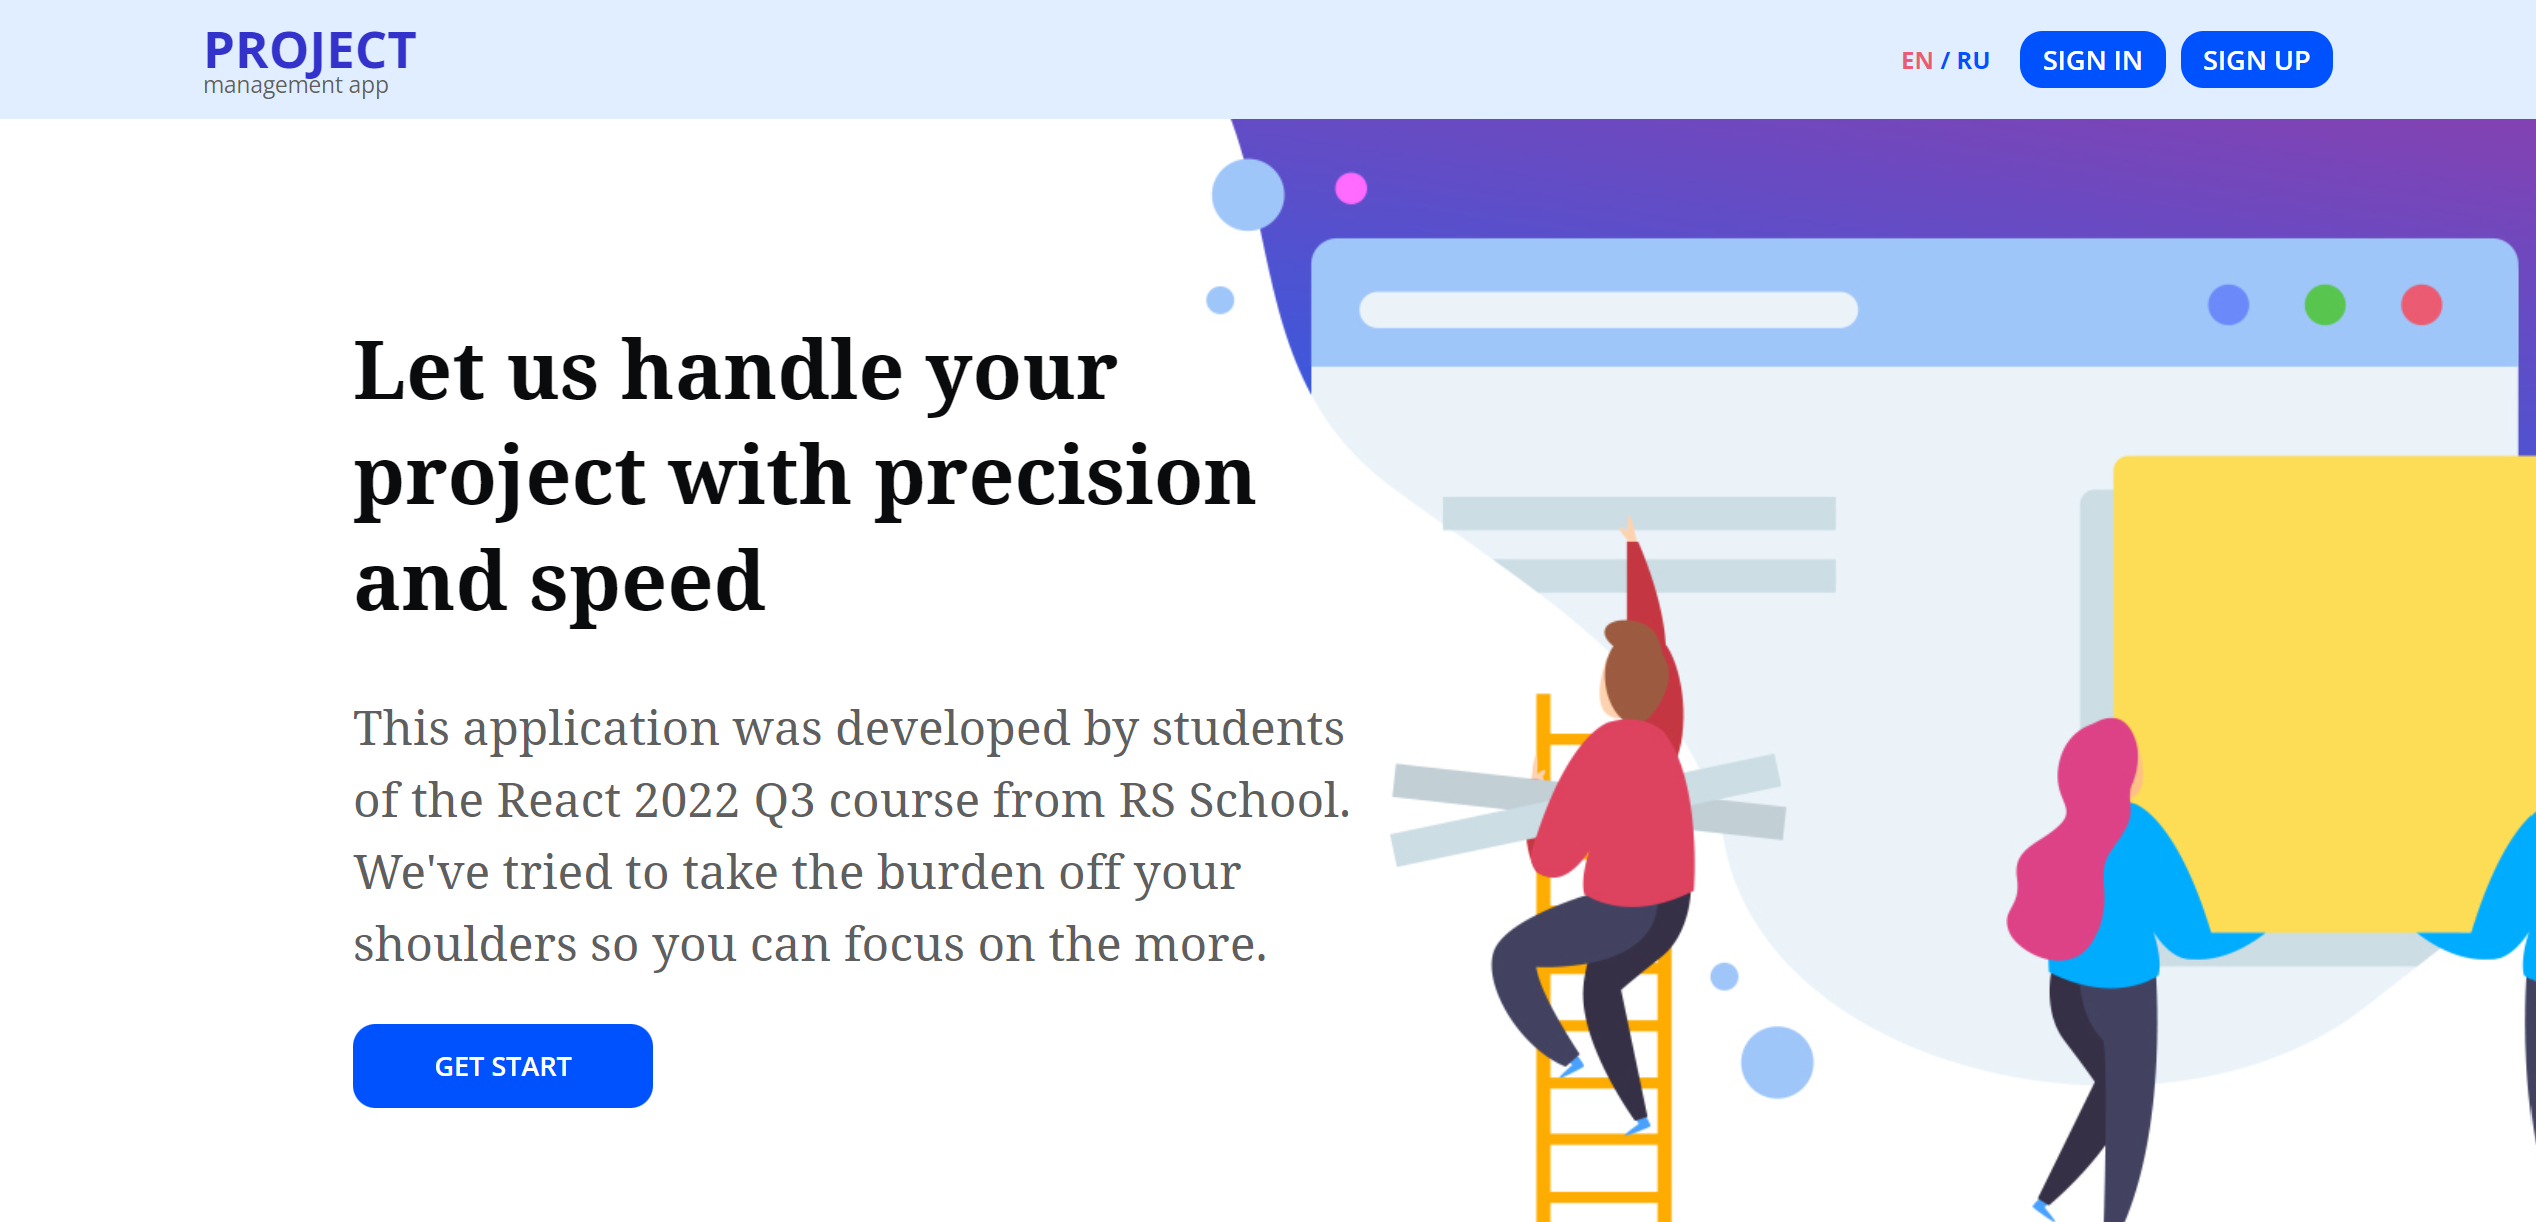 PROJECT
management app
EN / RU
SIGN IN
SIGN UP
Let us handle your
project with precision
and speed
This application was developed by students
of the React 2022 Q3 course from RS School.
We've tried to take the burden off your
shoulders so you can focus on the more.
GET START